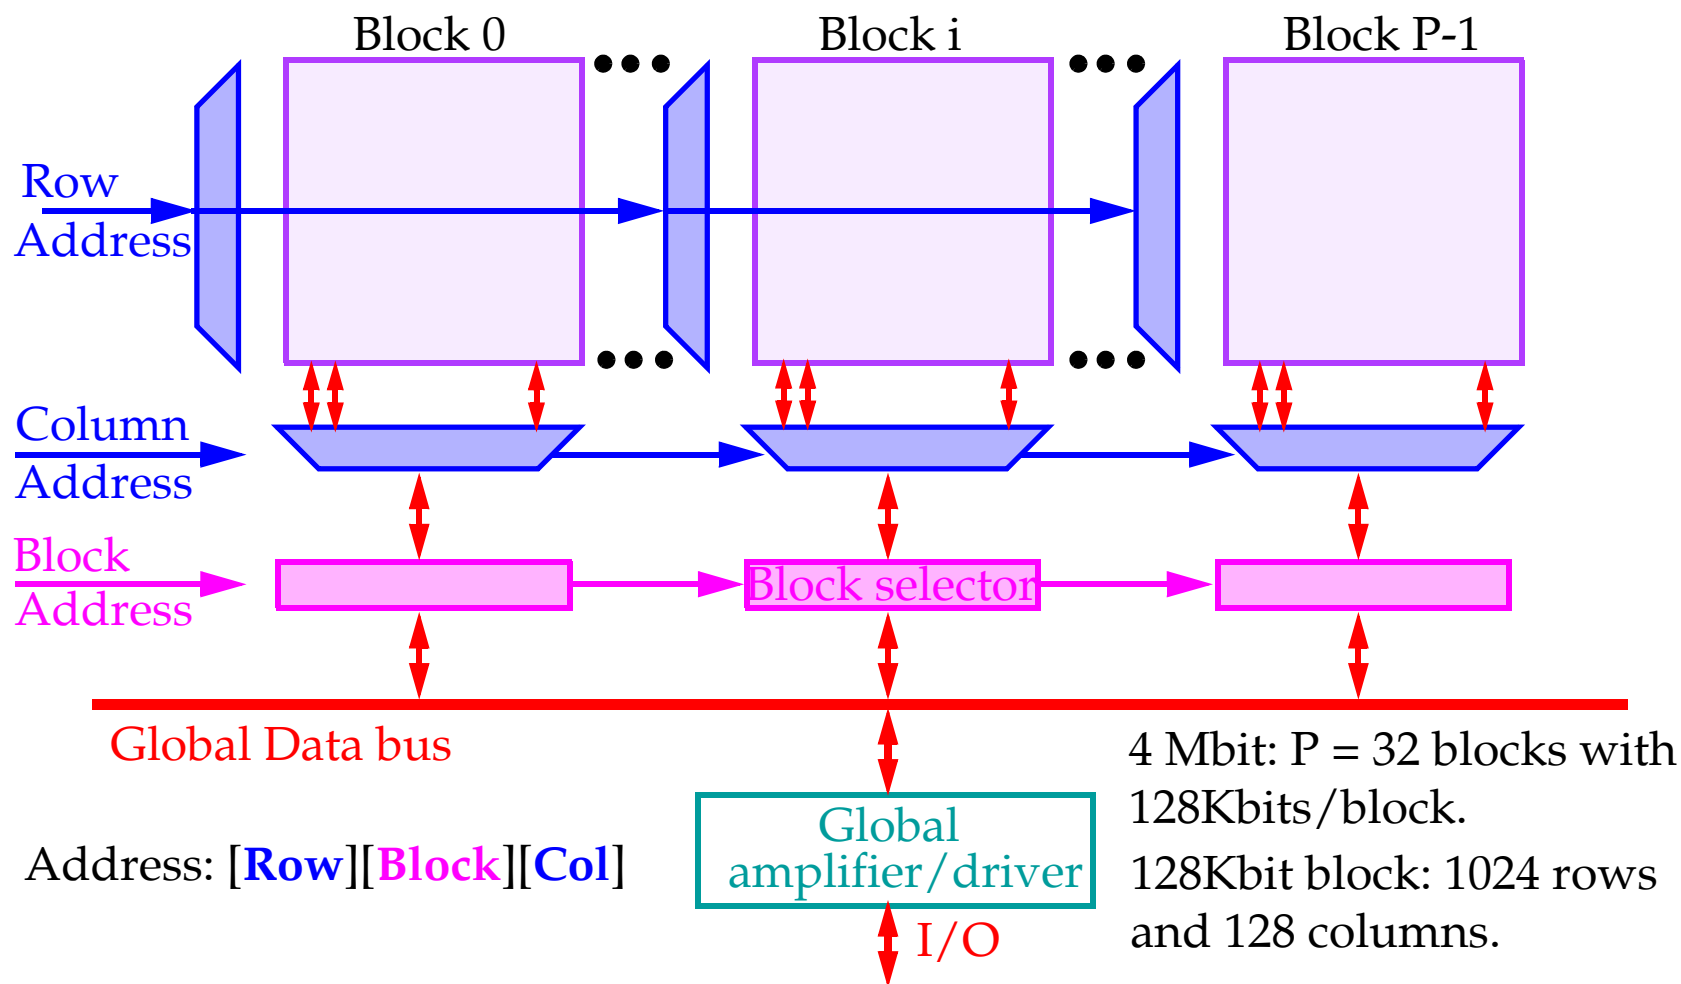 Block 0
Block i
Block P-1
Row
Address
Column
Address
Block
Address
Block selector
Global Data bus
4 Mbit: P = 32 blocks with
128Kbits/block.
Global
amplifier/driver
Address: [Row][Block][Col]
128Kbit block: 1024 rows
and 128 columns.
I/O